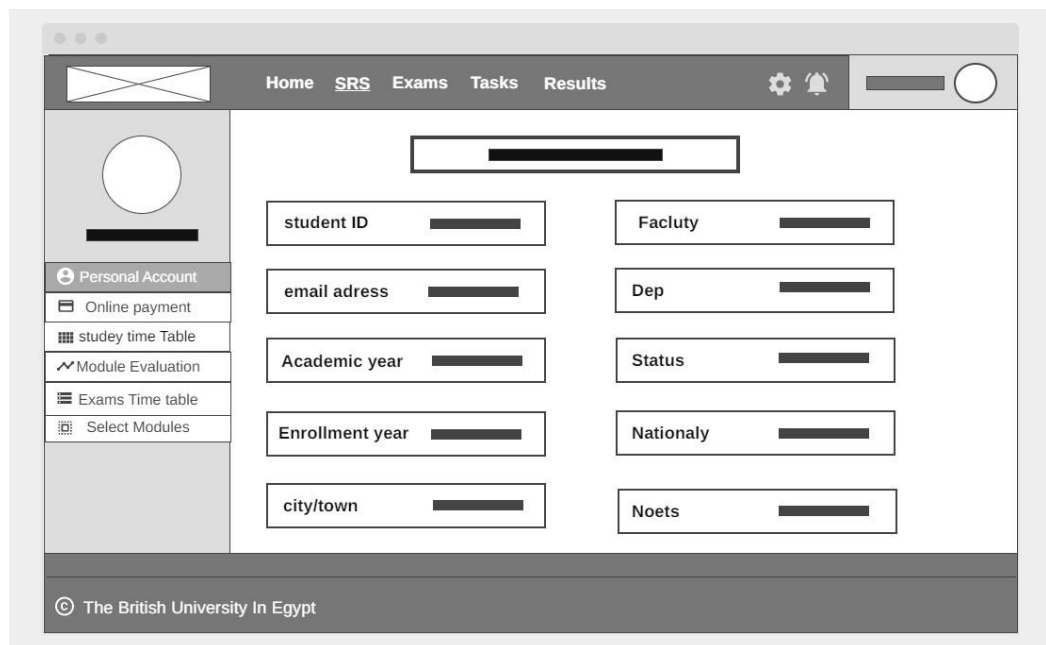 Home SRS Exams Tasks Results
Personal Account
Online payment
studey time Table
Module Evaluation
Exams Time table
Select Modules
student ID
Facluty
email adress
Dep
Academic year
Status
Enrollment year
Nationaly
city/town
Noets
© The British University In Egypt